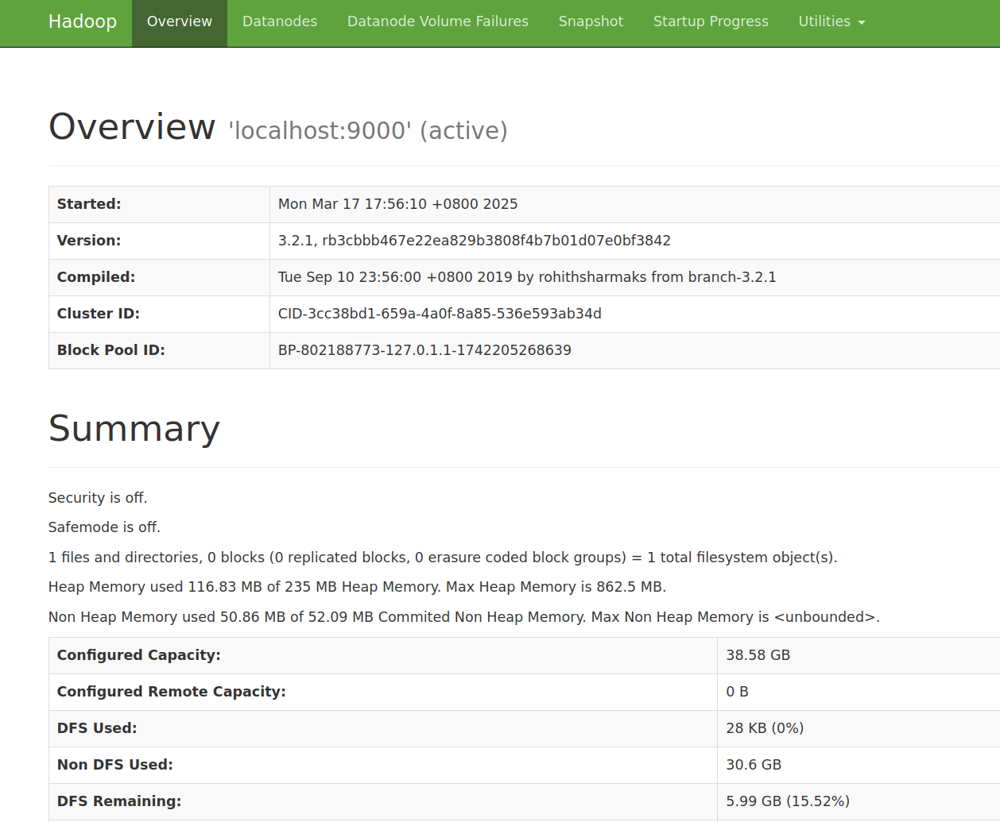 Hadoop Overview Datanodes Datanode Volume Failures Snapshot Startup Progress Utilities
Overview 'localhost:9000' (active)
Started: Mon Mar 17 17:56:10 +0800 2025
Version: 3.2.1, rb3cbbb467e22ea829b3808f4b7b01d07e0bf3842
Compiled: Tue Sep 10 23:56:00 +0800 2019 by rohithsharmaks from branch-3.2.1
Cluster ID: CID-3cc38bd1-659a-4a0f-8a85-536e593ab34d
Block Pool ID: BP-802188773-127.0.1.1-1742205268639
Summary
Security is off.
Safemode is off.
1 files and directories, 0 blocks (0 replicated blocks, 0 erasure coded block groups) = 1 total filesystem object(s).
Heap Memory used 116.83 MB of 235 MB Heap Memory. Max Heap Memory is 862.5 MB.
Non Heap Memory used 50.86 MB of 52.09 MB Commited Non Heap Memory. Max Non Heap Memory is <unbounded>.
Configured Capacity: 38.58 GB
Configured Remote Capacity: 0 B
DFS Used: 28 KB (0%)
Non DFS Used: 30.6 GB
DFS Remaining: 5.99 GB (15.52%)